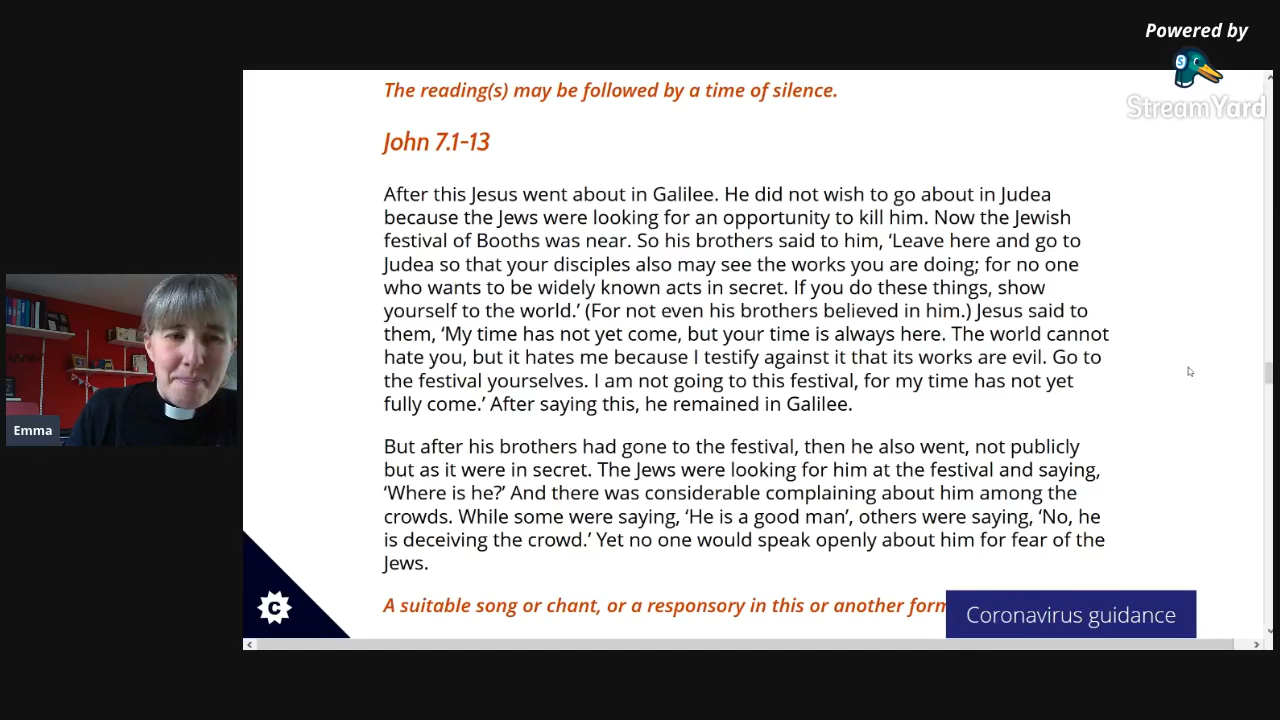 Powered by
StreamYard
The reading(s) may be followed by a time of silence.
John 7.1-13
After this Jesus went about in Galilee. He did not wish to go about in Judea
because the Jews were looking for an opportunity to kill him. Now the Jewish
festival of Booths was near. So his brothers said to him, ‘Leave here and go to
Judea so that your disciples also may see the works you are doing; for no one
who wants to be widely known acts in secret. If you do these things, show
yourself to the world.’ (For not even his brothers believed in him.) Jesus said to
them, ‘My time has not yet come, but your time is always here. The world cannot
hate you, but it hates me because I testify against it that its works are evil. Go to
the festival yourselves. I am not going to this festival, for my time has not yet
fully come.’ After saying this, he remained in Galilee.
But after his brothers had gone to the festival, then he also went, not publicly
but as it were in secret. The Jews were looking for him at the festival and saying,
‘Where is he?’ And there was considerable complaining about him among the
crowds. While some were saying, ‘He is a good man’, others were saying, ‘No, he
is deceiving the crowd.’ Yet no one would speak openly about him for fear of the
Jews.
A suitable song or chant, or a responsory in this or another form
Coronavirus guidance
Emma
C
S